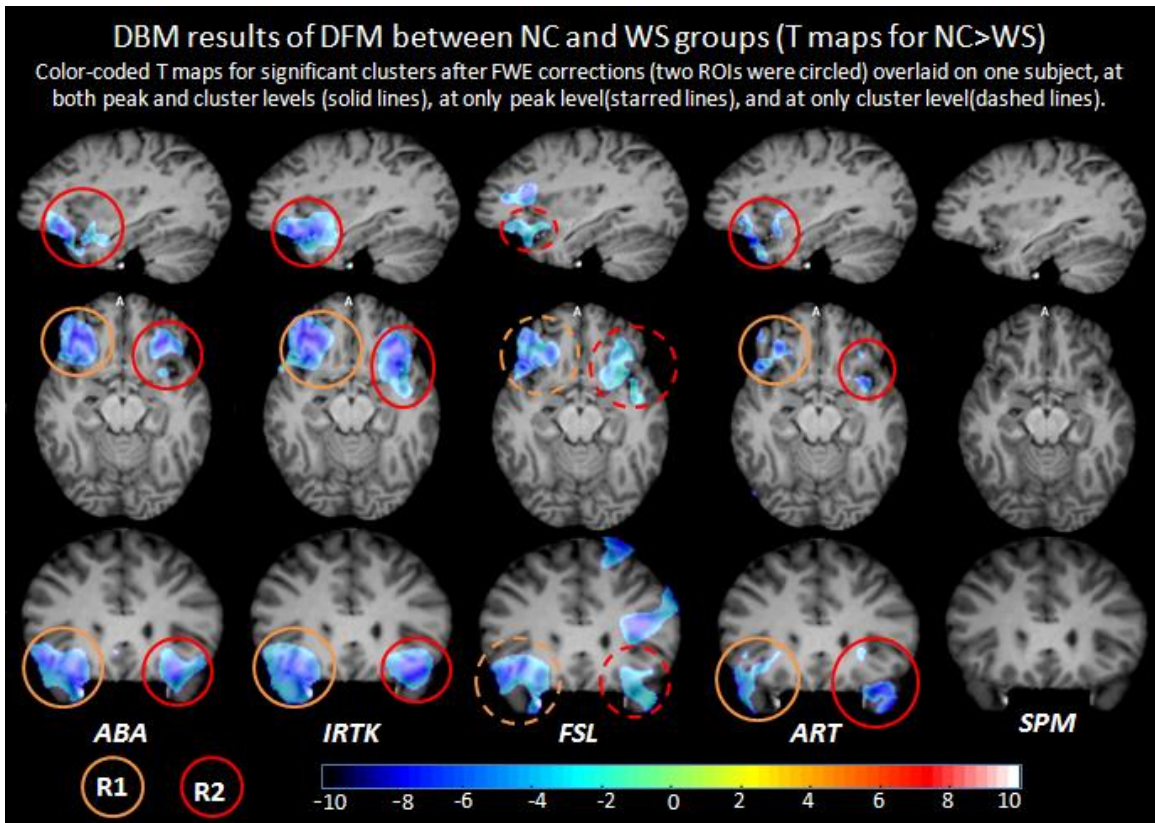 DBM results of DFM between NC and WS groups (T maps for NC>WS)
Color-coded T maps for significant clusters after FWE corrections (two ROIs were circled) overlaid on one subject, at
both peak and cluster levels (solid lines), at only peak level(starred lines), and at only cluster level(dashed lines).
A A A A
ABA IRTK FSL ART SPM
R1 R2
-10 -8 -6 -4 -2 0 2 4 6 8 10